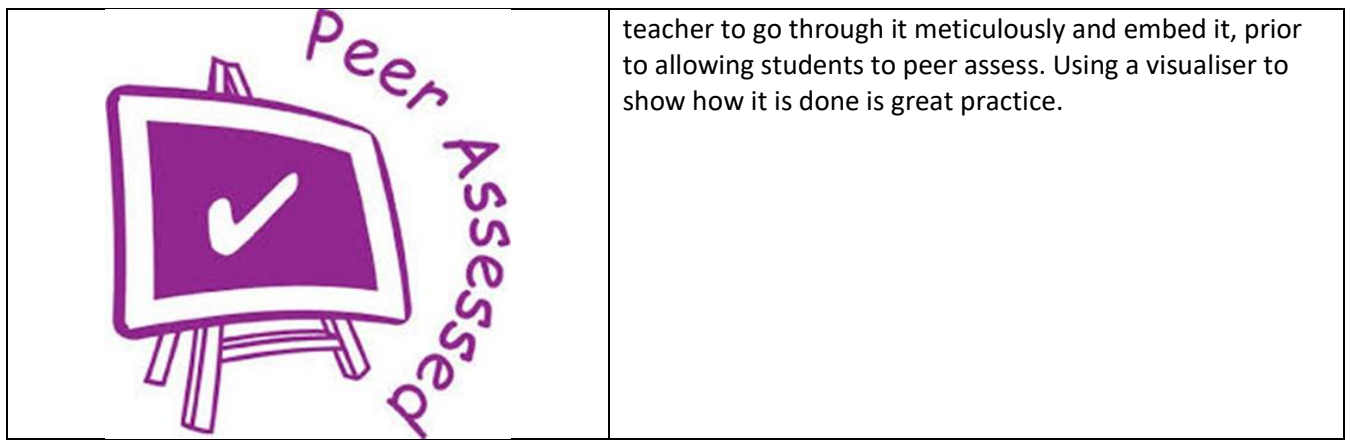 Peer Assessed
teacher to go through it meticulously and embed it, prior
to allowing students to peer assess. Using a visualiser to
show how it is done is great practice.